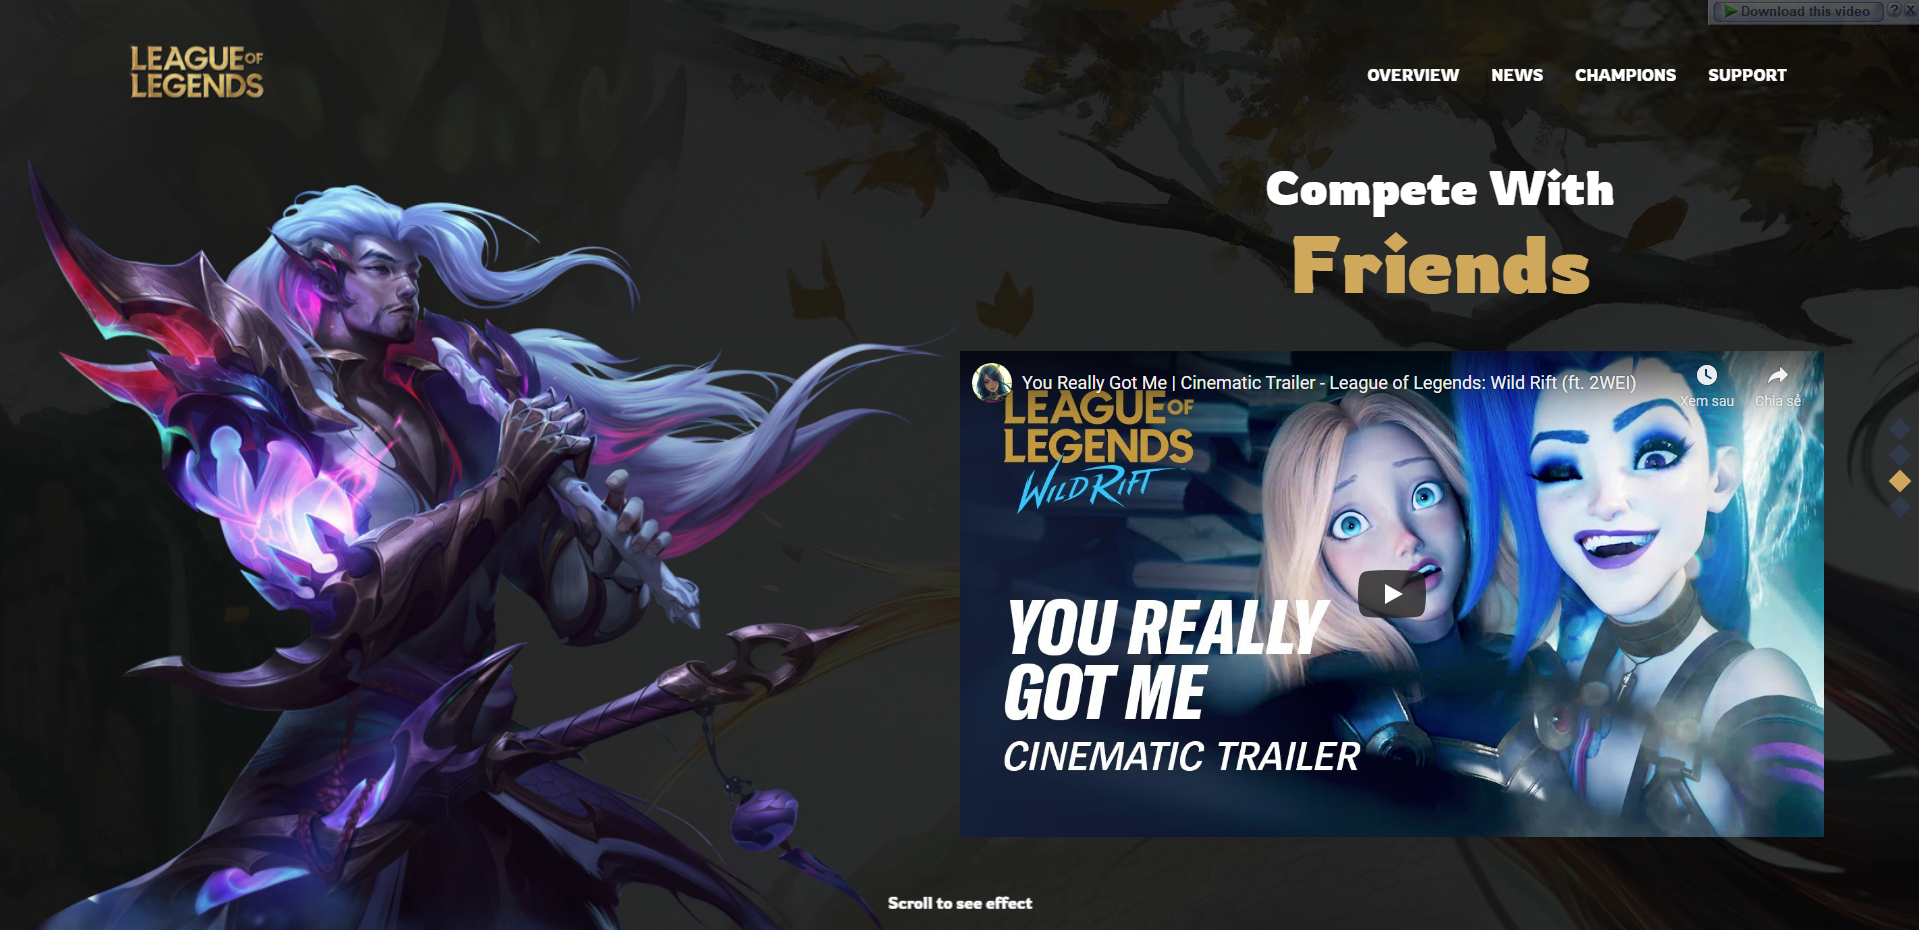 Download this video ? X
LEAGUE OF
LEGENDS
OVERVIEW NEWS CHAMPIONS SUPPORT
Compete With
Friends
You Really Got Me | Cinematic Trailer - League of Legends: Wild Rift (ft. 2WEI)
Xem sau Chia sẻ
LEAGUE OF
LEGENDS
WILD RIFT
YOU REALLY
GOT ME
CINEMATIC TRAILER
Scroll to see effect